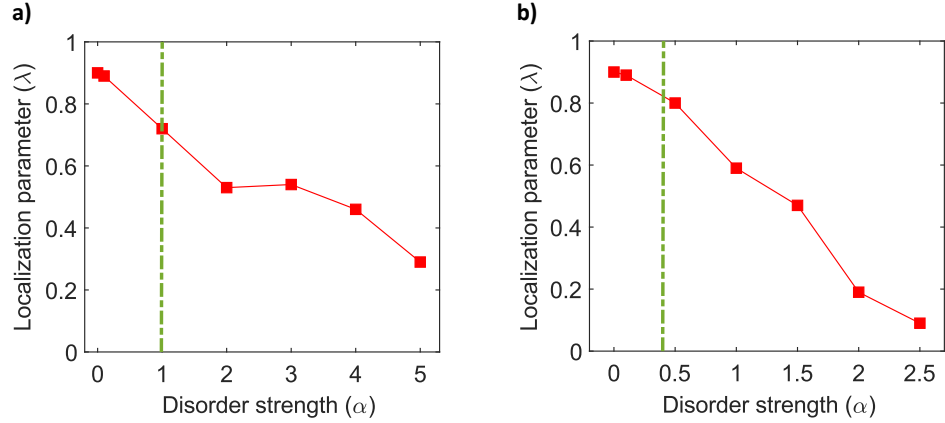 a)
1
0.8
0.6
0.4
0.2
0
Localization parameter (λ)
0 1 2 3 4 5
Disorder strength (α)
b)
1
0.8
0.6
0.4
0.2
0
Localization parameter (λ)
0 0.5 1 1.5 2 2.5
Disorder strength (α)